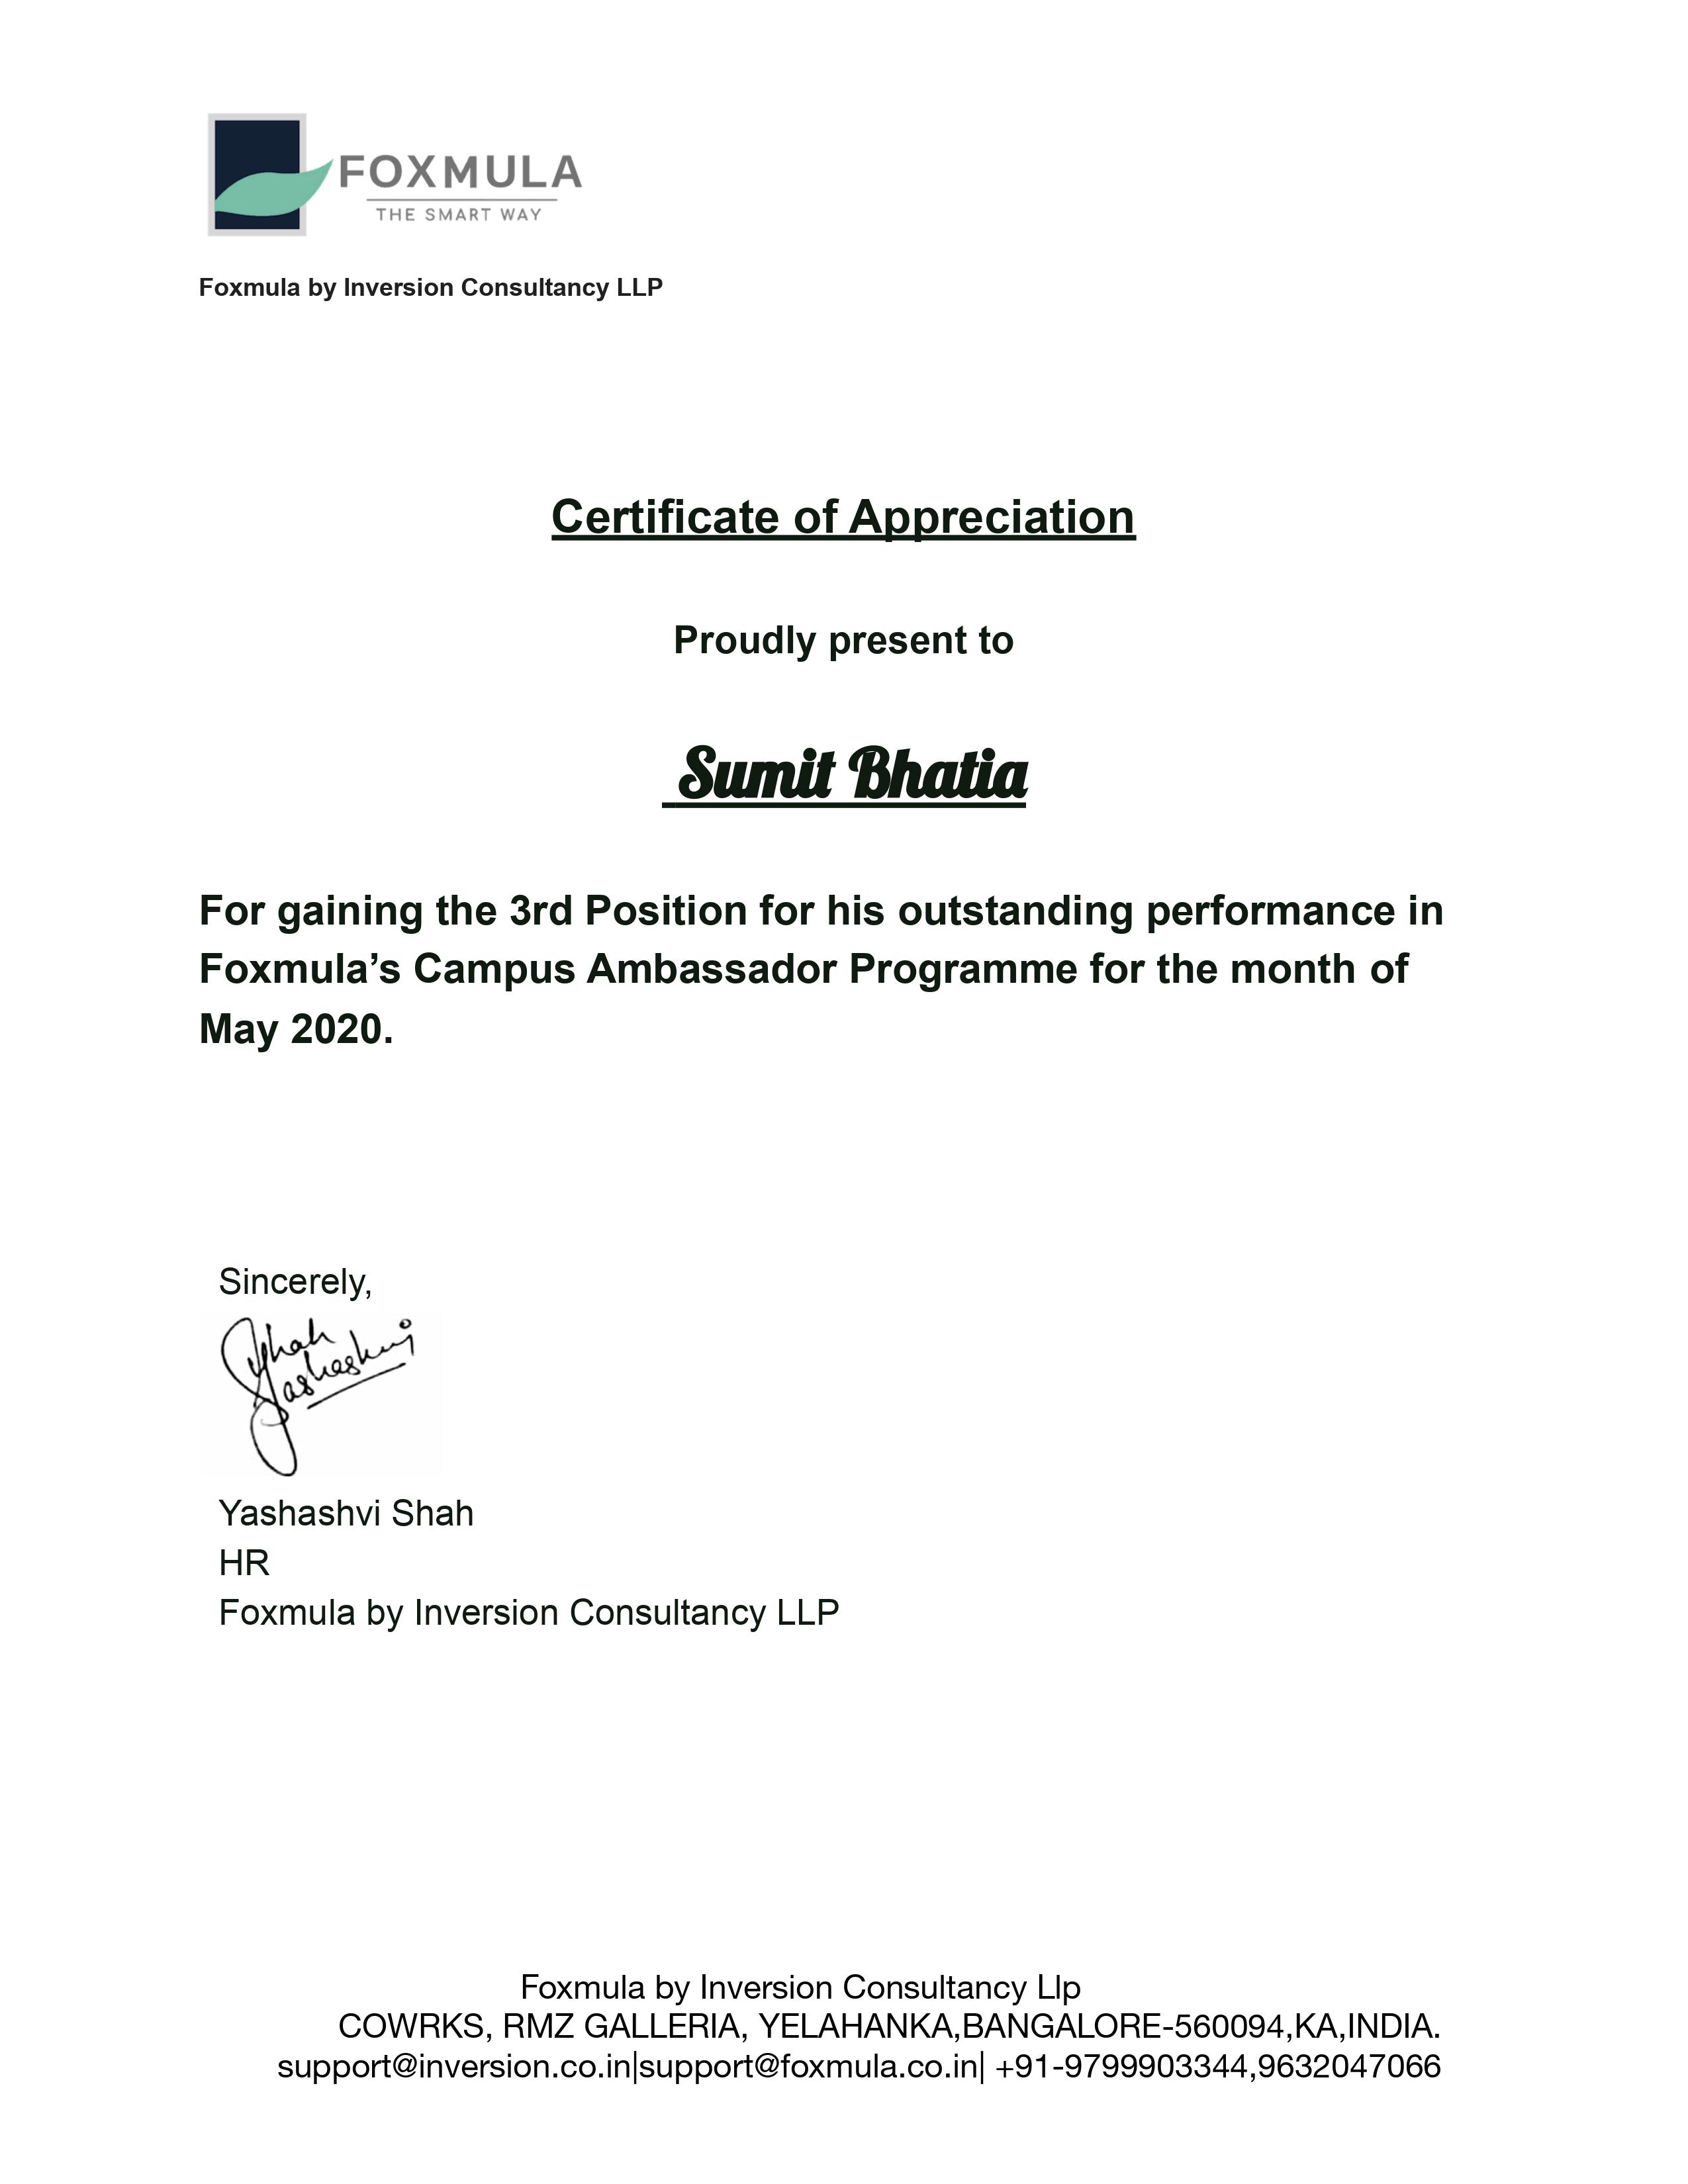 FOXMULA
THE SMART WAY
Foxmula by Inversion Consultancy LLP
Certificate of Appreciation
Proudly present to
Sumit Bhatia
For gaining the 3rd Position for his outstanding performance in
Foxmula’s Campus Ambassador Programme for the month of
May 2020.
Sincerely,
Shah
Yashashvi
Yashashvi Shah
HR
Foxmula by Inversion Consultancy LLP
Foxmula by Inversion Consultancy Llp
COWRKS, RMZ GALLERIA, YELAHANKA,BANGALORE-560094,KA,INDIA.
support@inversion.co.in|support@foxmula.co.in| +91-9799903344,9632047066